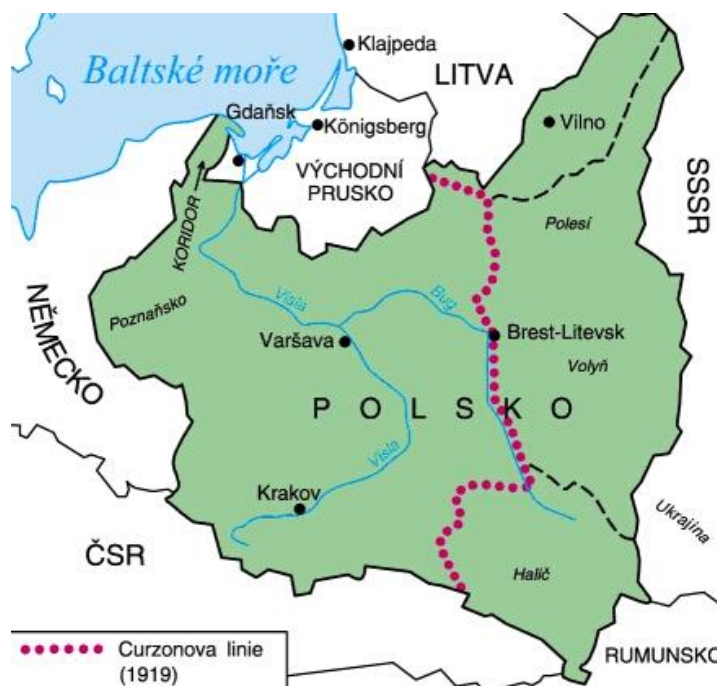 Klajpeda
Baltské moře
LITVA
Gdaňsk
Königsberg
Vilno
VÝCHODNÍ
PRUSKO
SSSR
KORIDOR
Polesí
NĚMECKO
Poznaňsko
Visla
Bug
Varšava
Brest-Litevsk
Volyň
POLSKO
Visla
Krakov
Ukrajina
ČSR
Halič
Curzonova linie
(1919)
RUMUNSKO